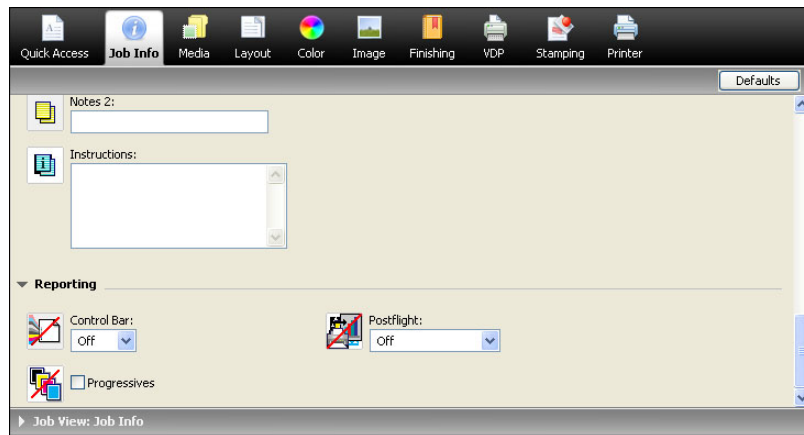 Quick Access Job Info Media Layout Color Image Finishing VDP Stamping Printer
Defaults
Notes 2:
Instructions:
Reporting
Control Bar: Postflight:
Off Off
Progressives
Job View: Job Info